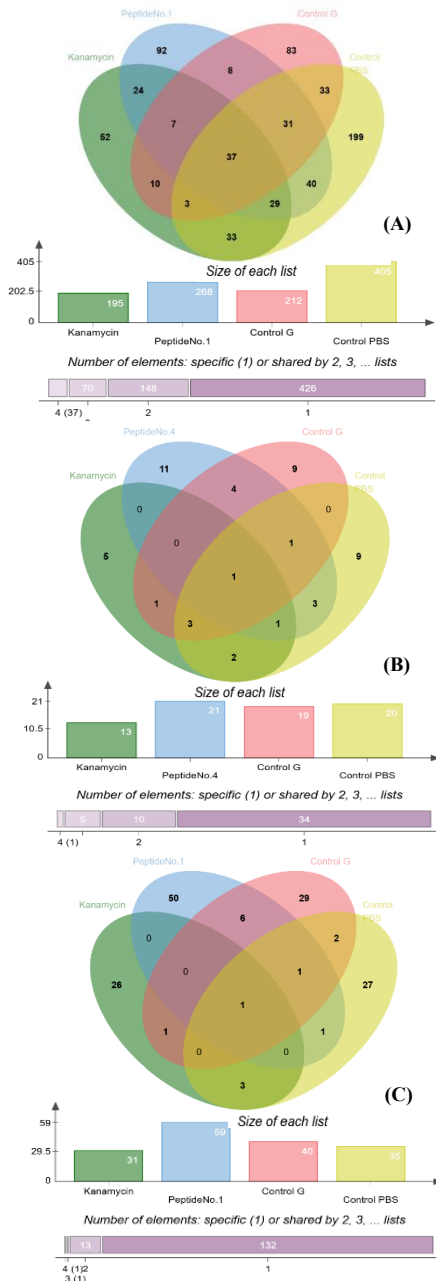 92
83
PeptideNo.1
Control G
Kanamycin
Control
PBS
8
24
33
7
31
52
199
37
10
40
3
29
33
(A)
405
Size of each list
405
202.5
195
268
212
0
Kanamycin
PeptideNo.1
Control G
Control PBS
Number of elements: specific (1) or shared by 2, 3, ... lists
70
148
426
4 (37)
2
1
PeptideNo.4
Control G
Kanamycin
Control
PBS
11
9
4
0
0
0
1
5
9
1
1
3
3
1
2
(B)
Size of each list
21
21
19
20
10.5
13
0
Kanamycin
PeptideNo.4
Control G
Control PBS
Number of elements: specific (1) or shared by 2, 3, ... lists
5
10
34
4 (1)
2
1
PeptideNo.1
Control G
Kanamycin
Control
PBS
50
29
6
0
2
0
1
26
27
1
1
1
0
0
3
(C)
59
Size of each list
59
29.5
31
40
35
0
Kanamycin
PeptideNo.1
Control G
Control PBS
Number of elements: specific (1) or shared by 2, 3, ... lists
13
132
4 (1)2
1
3 (1)